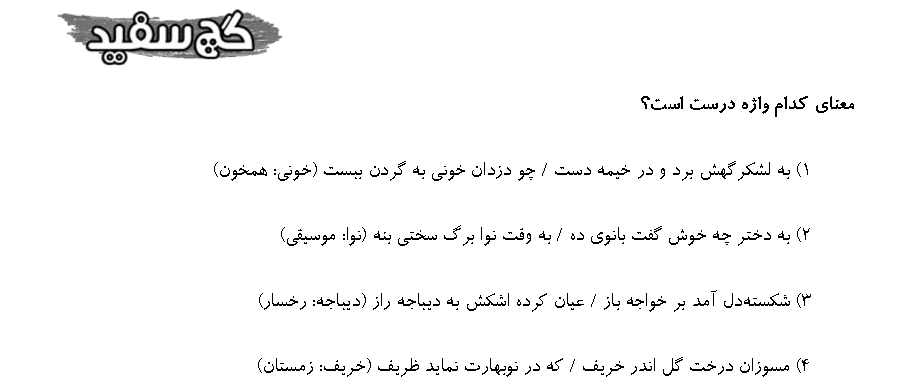 گچ سفید
معنای کدام واژه درست است؟
۱) به لشکرگهش برد و در خیمه دست / چو دزدان خونی به گردن ببست (خونی: همخون)
۲) به دختر چه خوش گفت بانوی ده / به وقت نوا برگ سختی بنه (نوا: موسیقی)
۳) شکسته‌دل آمد بر خواجه باز / عیان کرده اشکش به دیباجه راز (دیباجه: رخسار)
۴) مسوزان درخت گل اندر خریف / که در نوبهارت نماید ظریف (خریف: زمستان)